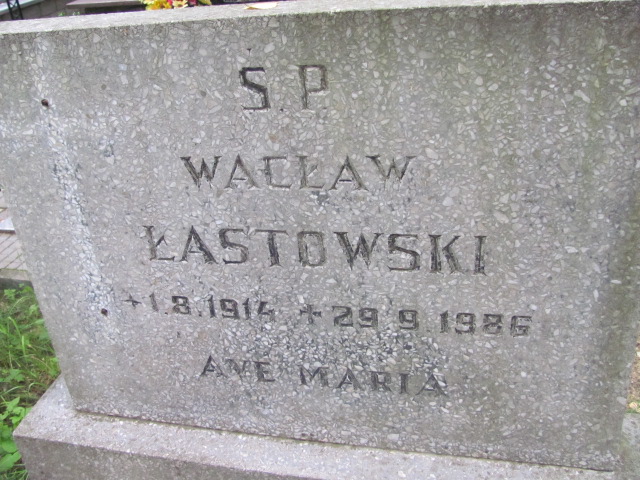 Ś.P
WACŁAW
ŁASTOWSKI
+1.8.1914 +29.9.1986
AVE MARIA